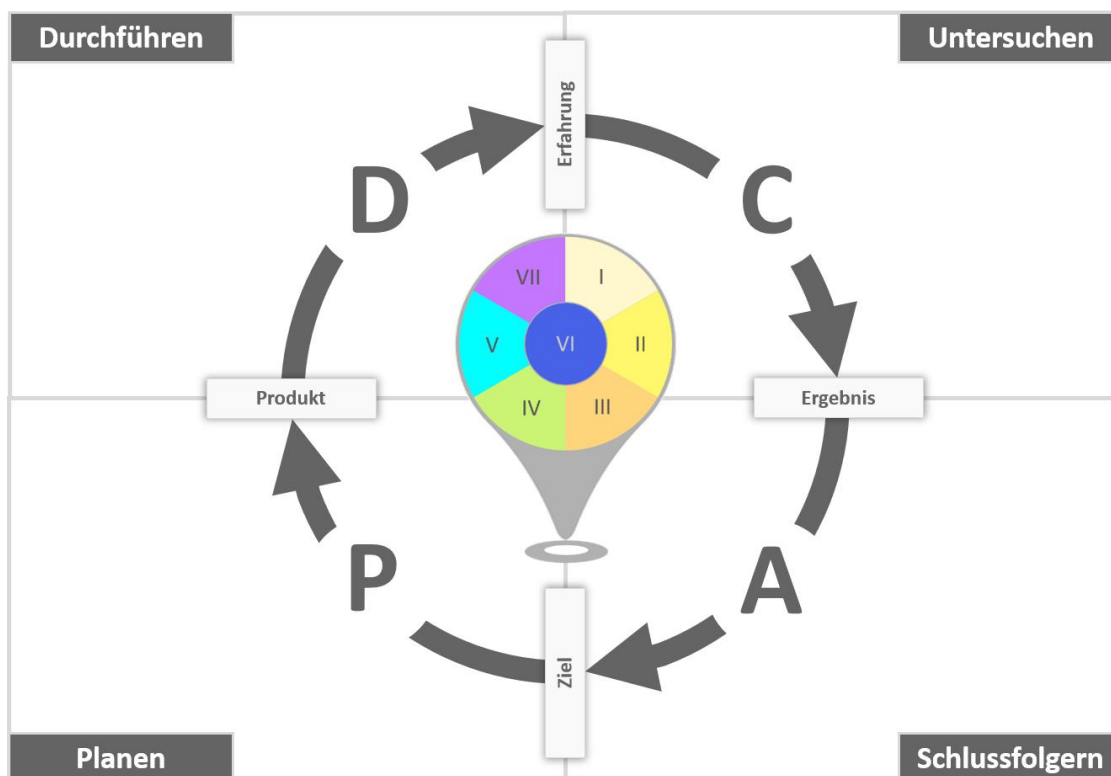 Durchführen
Untersuchen
Erfahrung
D
C
VII
I
V
VI
II
IV
III
Produkt
Ergebnis
P
A
Ziel
Planen
Schlussfolgern